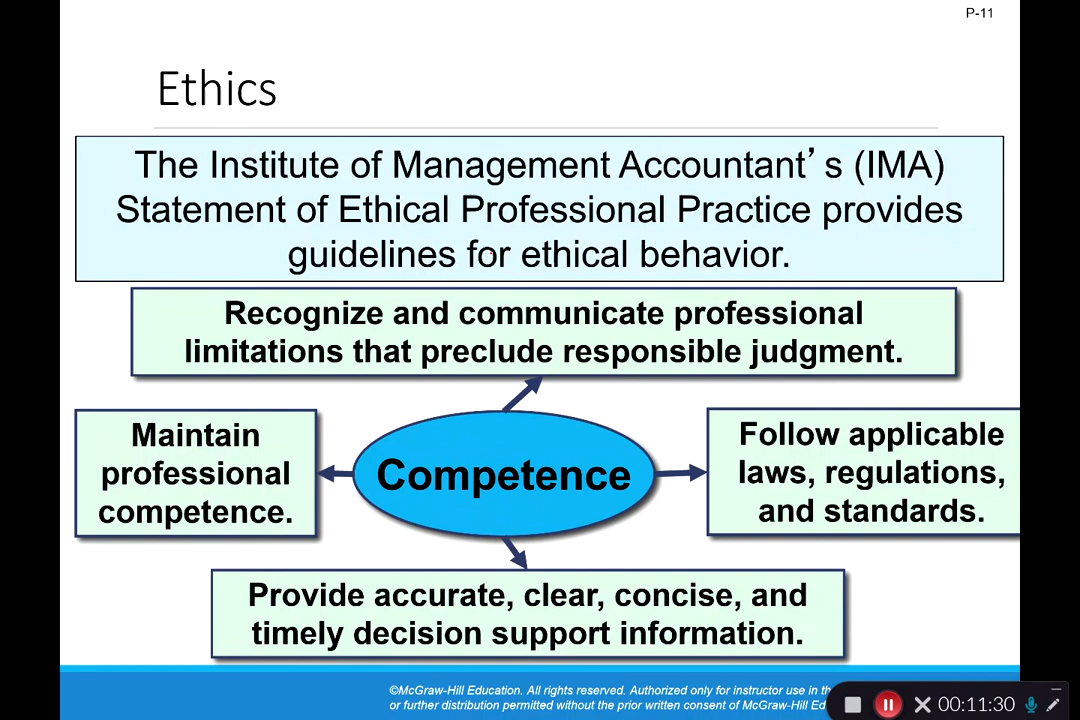 P-11
Ethics
The Institute of Management Accountant’s (IMA)
Statement of Ethical Professional Practice provides
guidelines for ethical behavior.
Recognize and communicate professional
limitations that preclude responsible judgment.
Maintain
professional
competence.
Competence
Follow applicable
laws, regulations,
and standards.
Provide accurate, clear, concise, and
timely decision support information.
©McGraw-Hill Education. All rights reserved. Authorized only for instructor use in
or further distribution permitted without the prior written consent of McGraw-Hill
00:11:30